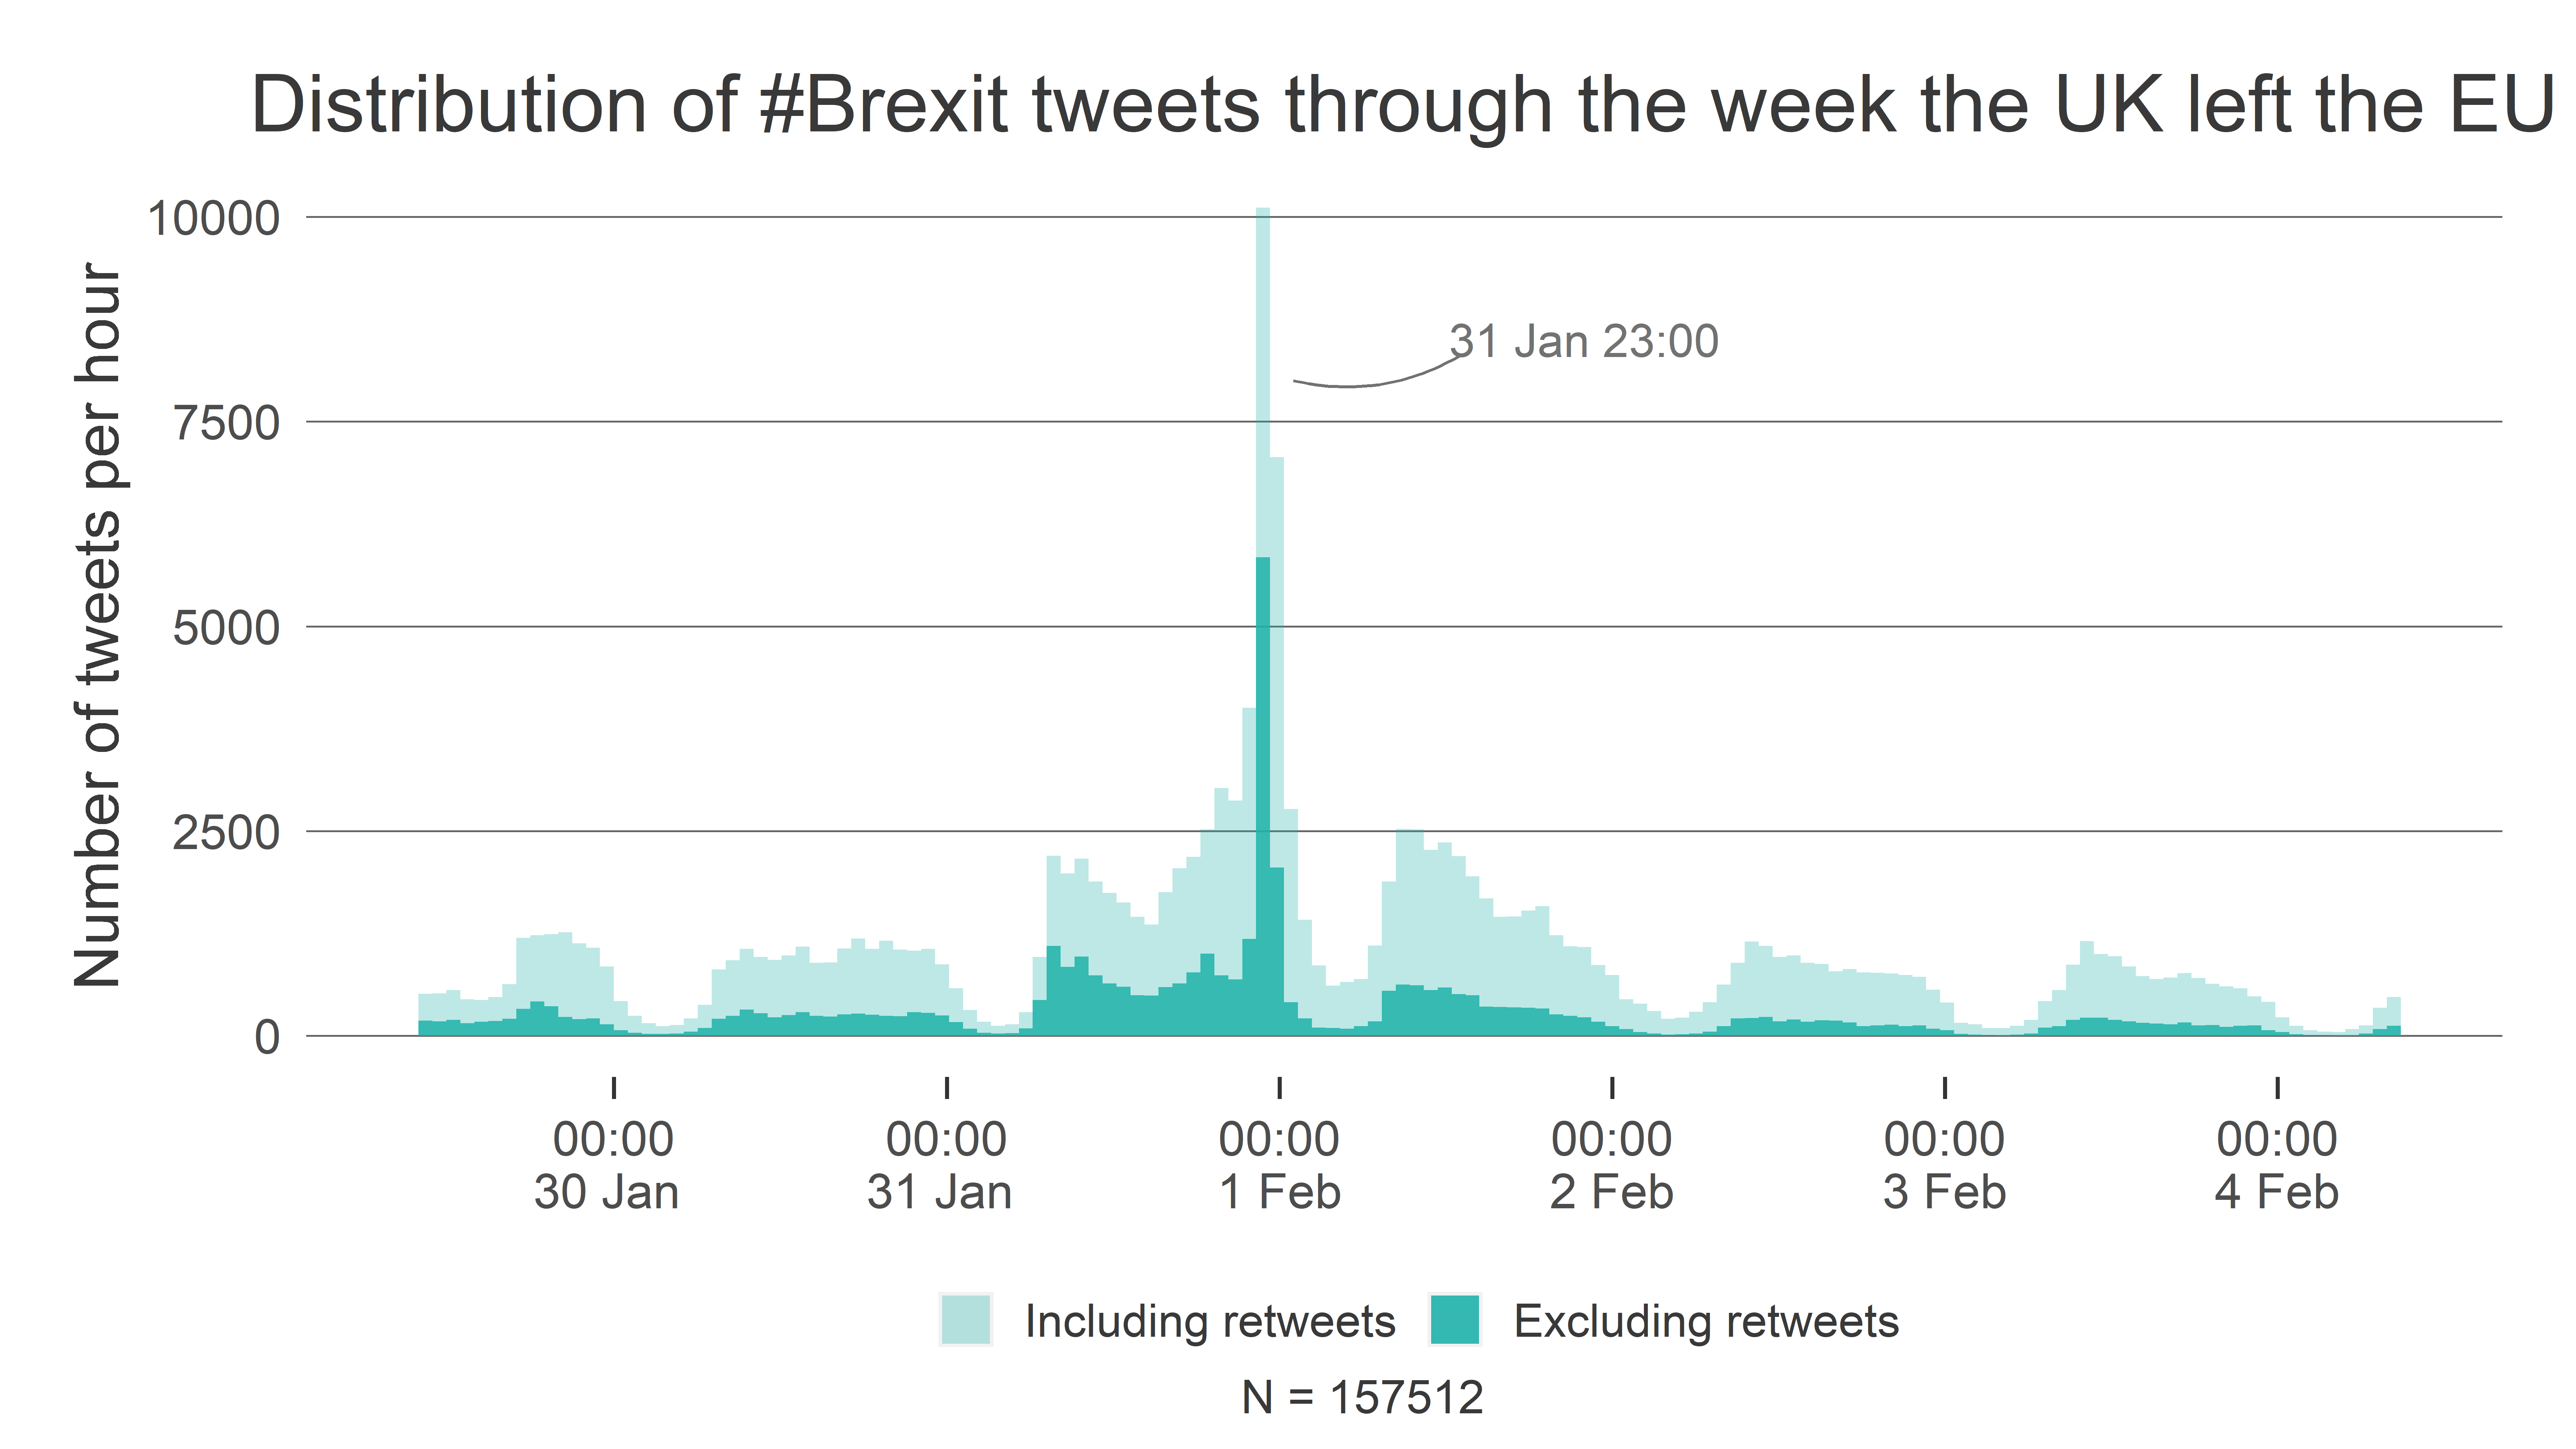 Distribution of #Brexit tweets through the week the UK left the EU
Number of tweets per hour
10000
7500
5000
2500
0
31 Jan 23:00
00:00
30 Jan
00:00
31 Jan
00:00
1 Feb
00:00
2 Feb
00:00
3 Feb
00:00
4 Feb
Including retweets
Excluding retweets
N = 157512